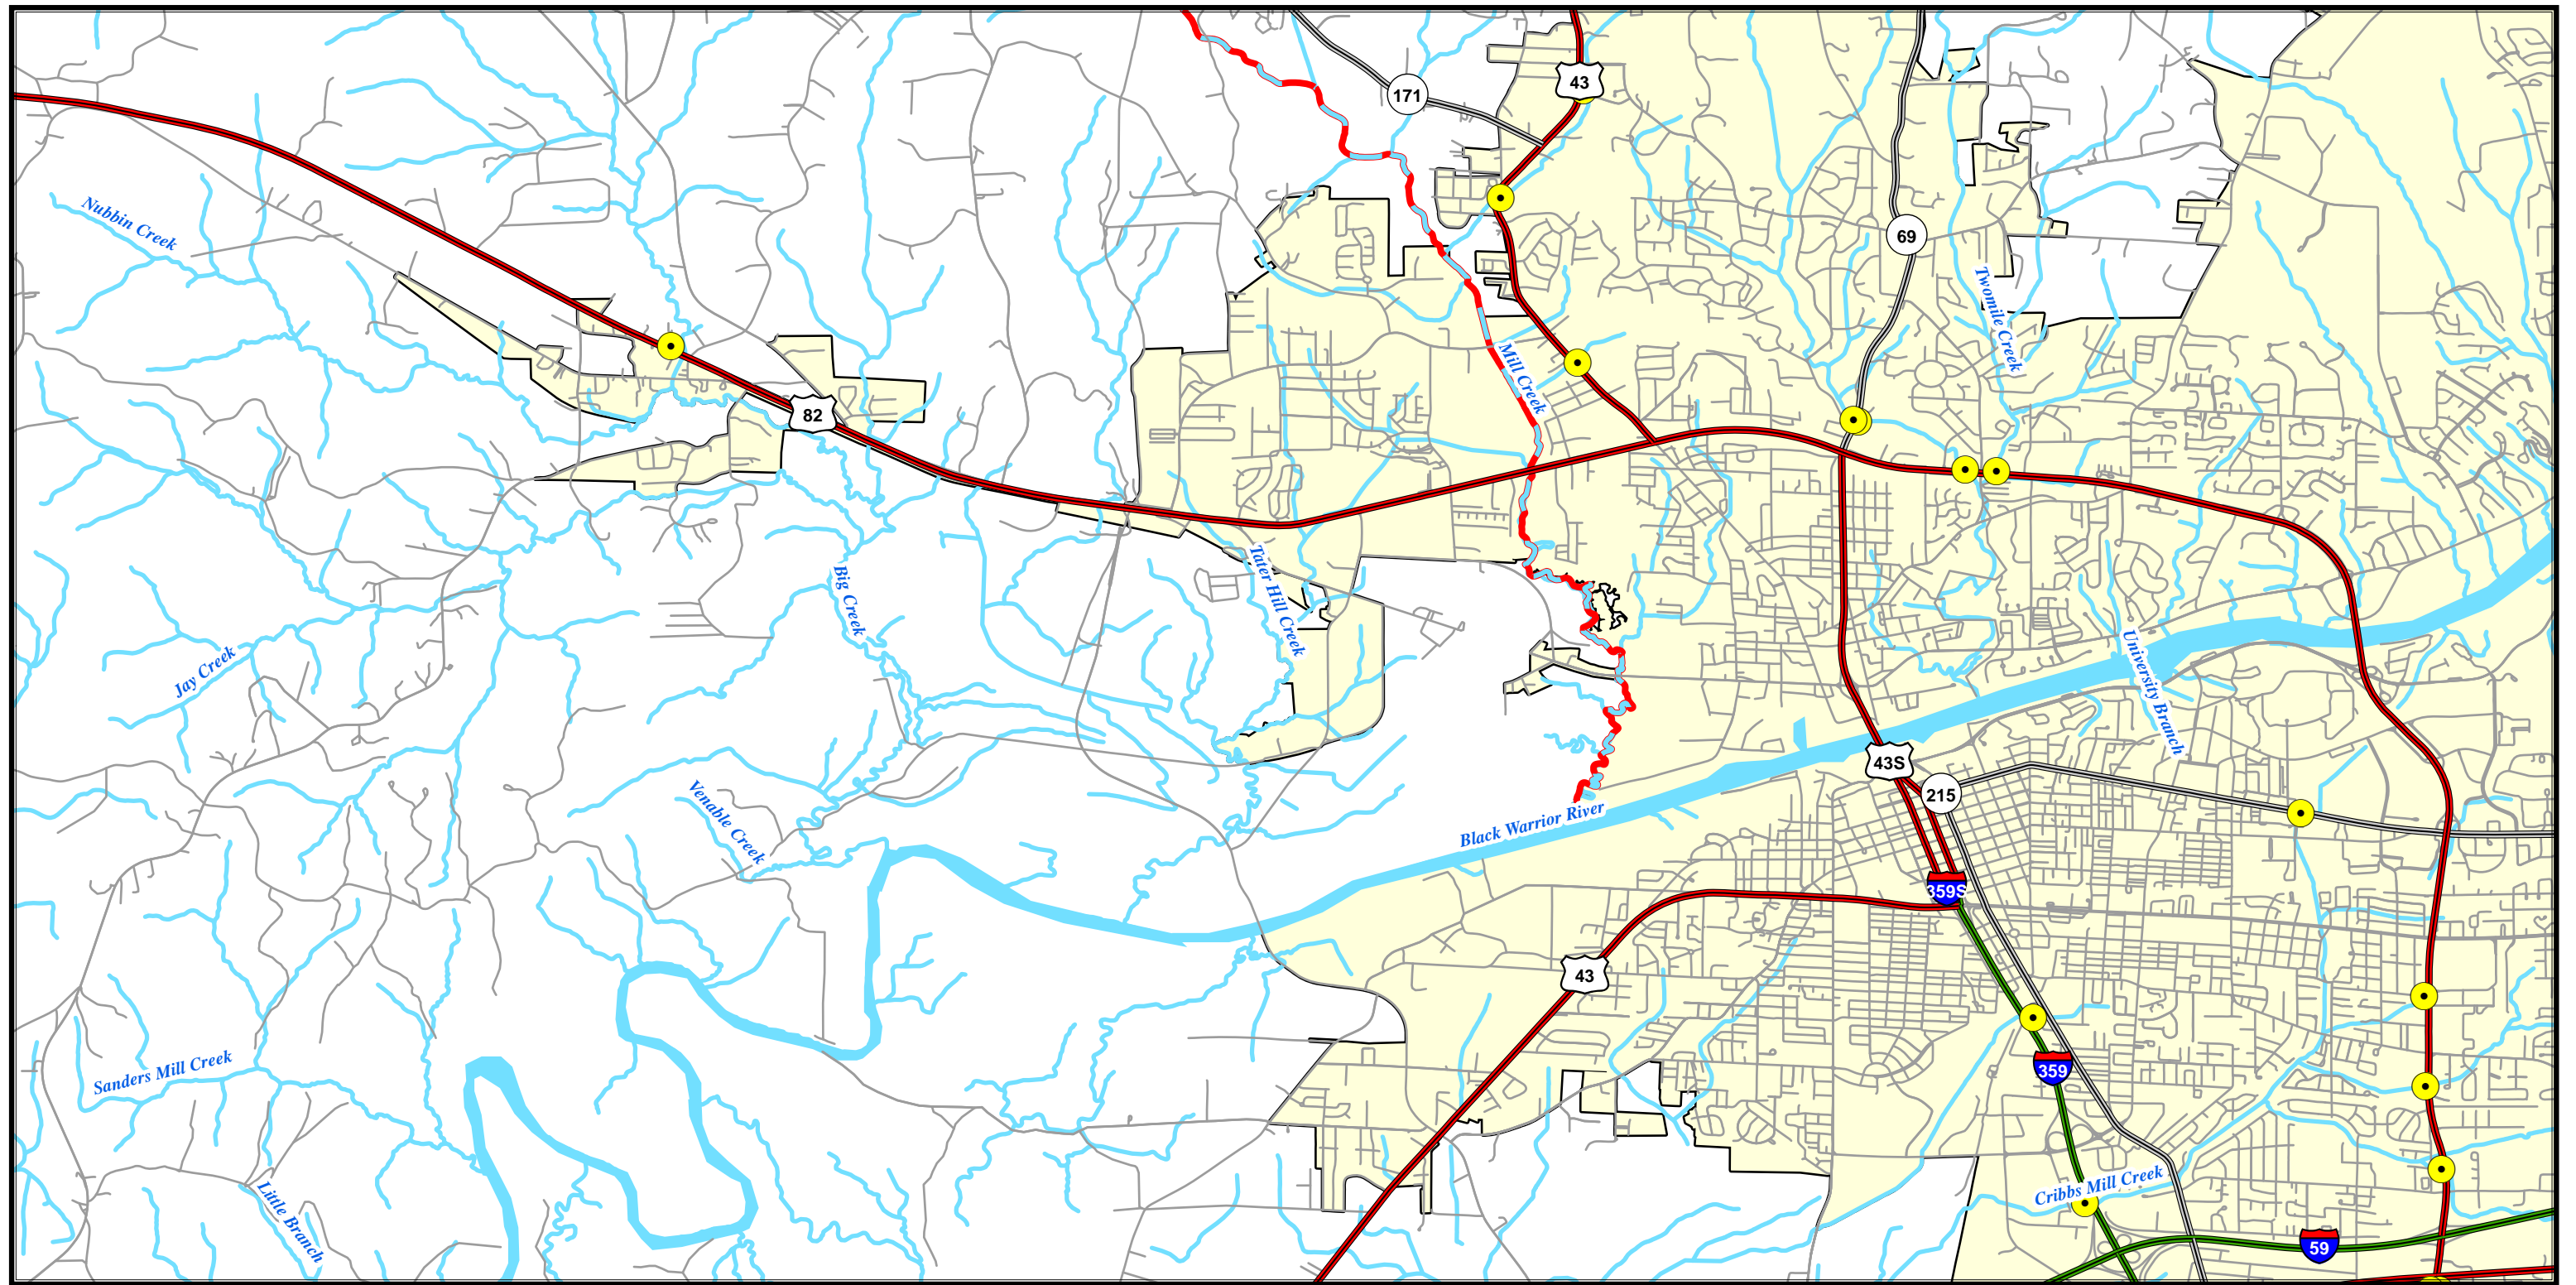 43
171
Nubbin Creek
69
Twomile Creek
Mill Creek
82
Big Creek
Tater Hill Creek
Jay Creek
University Branch
43S
215
Venable Creek
Black Warrior River
359S
43
359
Sanders Mill Creek
Cribbs Mill Creek
Little Branch
59